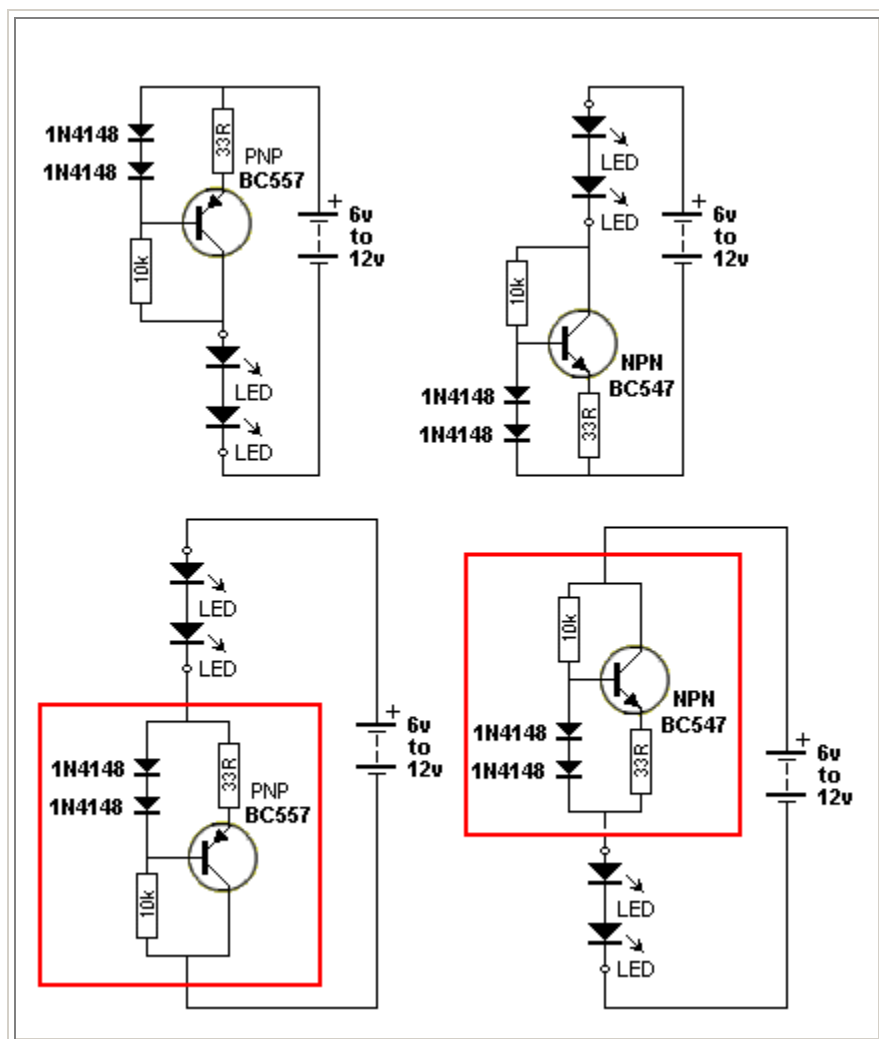 1N4148
1N4148
33R
PNP
BC557
10k
+
6v
to
12v
LED
LED
LED
LED
10k
NPN
BC547
1N4148
1N4148
33R
+
6v
to
12v
LED
LED
1N4148
1N4148
33R
PNP
BC557
10k
+
6v
to
12v
10k
NPN
BC547
1N4148
1N4148
33R
LED
LED
+
6v
to
12v